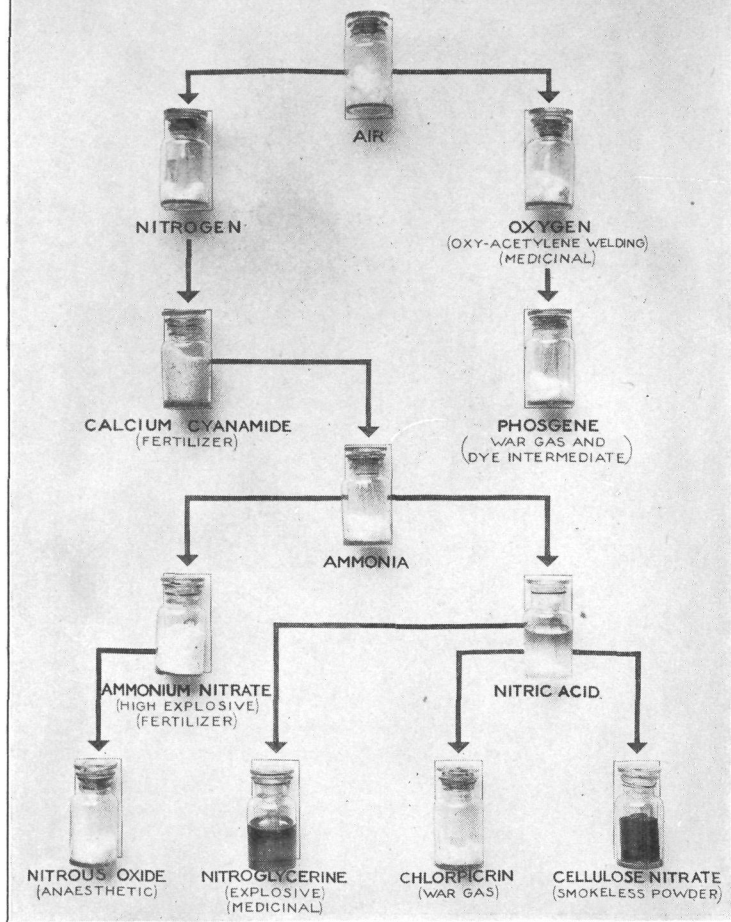 AIR
NITROGEN
OXYGEN
(OXY-ACETYLENE WELDING)
(MEDICINAL)
CALCIUM CYANAMIDE
(FERTILIZER)
PHOSGENE
(WAR GAS AND
DYE INTERMEDIATE)
AMMONIA
AMMONIUM NITRATE
(HIGH EXPLOSIVE)
(FERTILIZER)
NITRIC ACID.
NITROUS OXIDE
(ANAESTHETIC)
NITROGLYCERINE
(EXPLOSIVE)
(MEDICINAL)
CHLORPICRIN
(WAR GAS)
CELLULOSE NITRATE
(SMOKELESS POWDER)